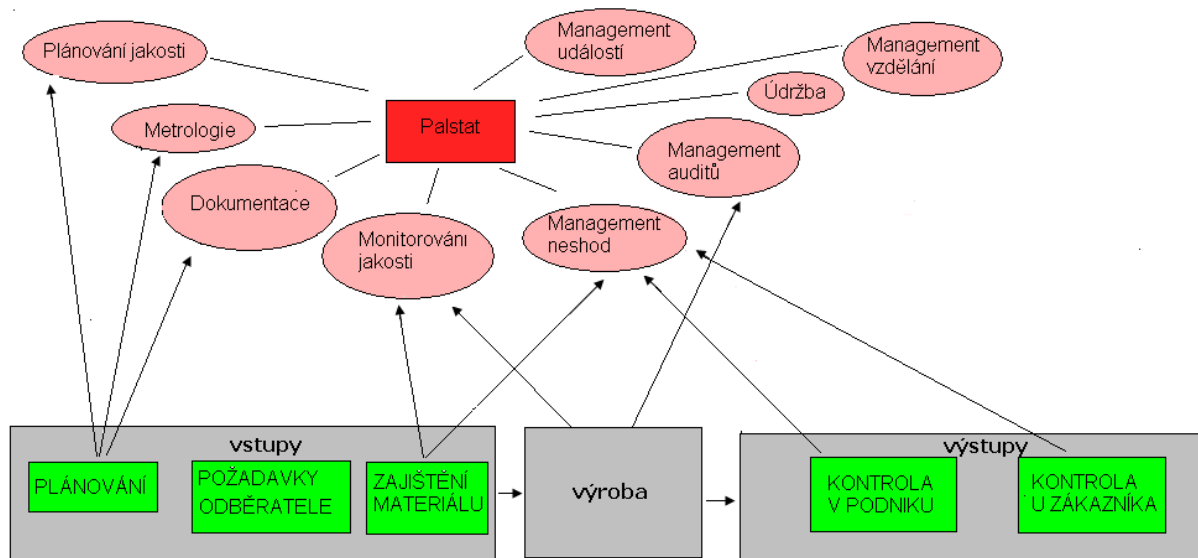 Management
událostí
Plánování jakosti
Management
vzdělání
Údržba
Metrologie
Palstat
Management
auditů
Dokumentace
Monitorování
jakosti
Management
neshod
vstupy
PLÁNOVÁNÍ
POŽADAVKY
ODBĚRATELE
ZAJIŠTĚNÍ
MATERIÁLU
výroba
výstupy
KONTROLA
V PODNIKU
KONTROLA
U ZÁKAZNÍKA